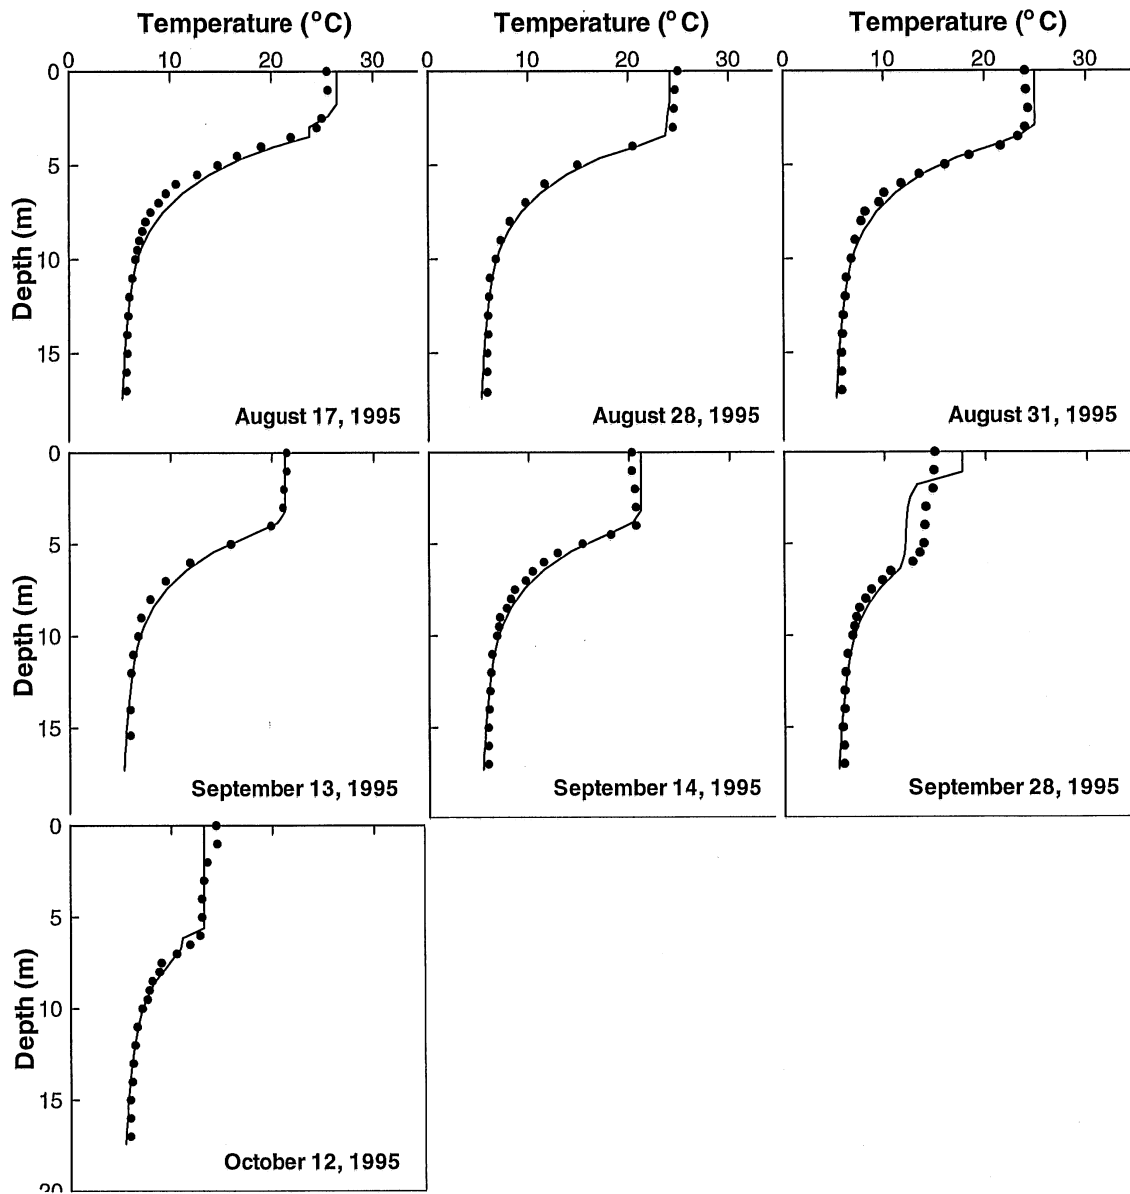 Temperature (°C) Temperature (°C) Temperature (°C)
0 10 20 30 0 10 20 30 0 10 20 30
0
5
10
15
Depth (m)
August 17, 1995 August 28, 1995 August 31, 1995
0
5
10
15
Depth (m)
September 13, 1995 September 14, 1995 September 28, 1995
0
5
10
15
20
Depth (m)
October 12, 1995